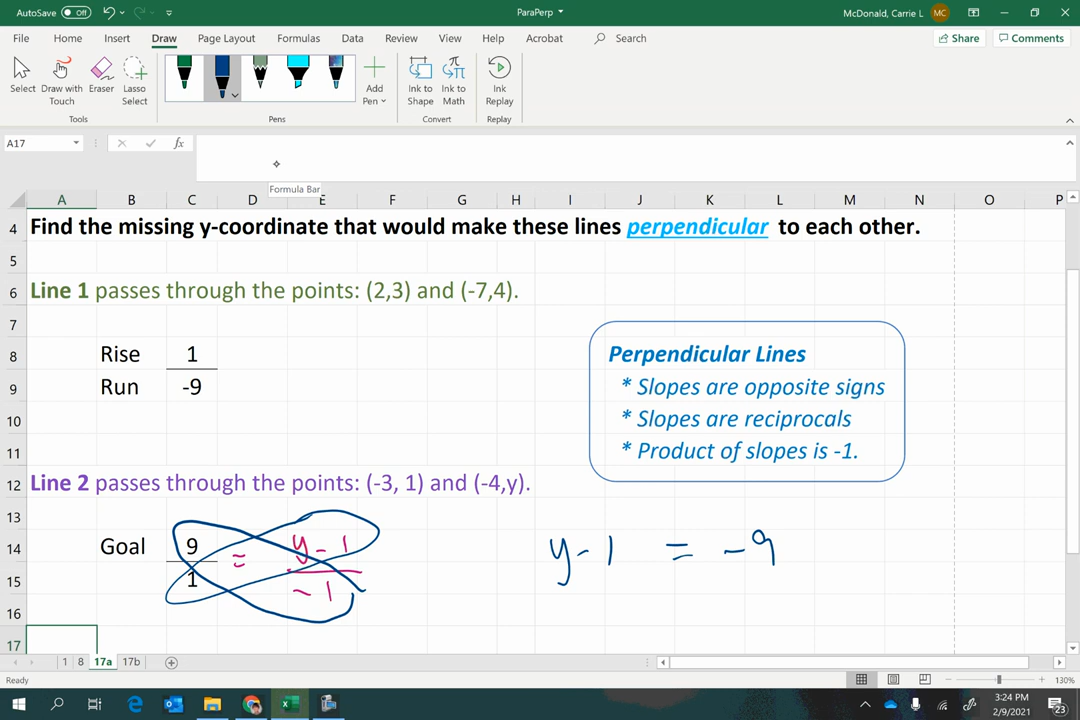 AutoSave Off ParaPerp McDonald, Carrie L MC
File Home Insert Draw Page Layout Formulas Data Review View Help Acrobat Search Share Comments
Select Draw with Touch Eraser Lasso Select Add Pen Ink to Shape Ink to Math Ink Replay
Tools Pens Convert Replay
A17 fx
Formula Bar
A B C D E F G H I J K L M N O P
4 Find the missing y-coordinate that would make these lines perpendicular to each other.
5
6 Line 1 passes through the points: (2,3) and (-7,4).
7
8 Rise 1 Perpendicular Lines
9 Run -9 * Slopes are opposite signs
10 * Slopes are reciprocals
11 * Product of slopes is -1.
12 Line 2 passes through the points: (-3, 1) and (-4,y).
13
14 Goal 9 = y - 1 y - 1 = -9
15 1 -1
16
17
1 8 17a 17b
Ready 130%
3:24 PM
2/9/2021
23